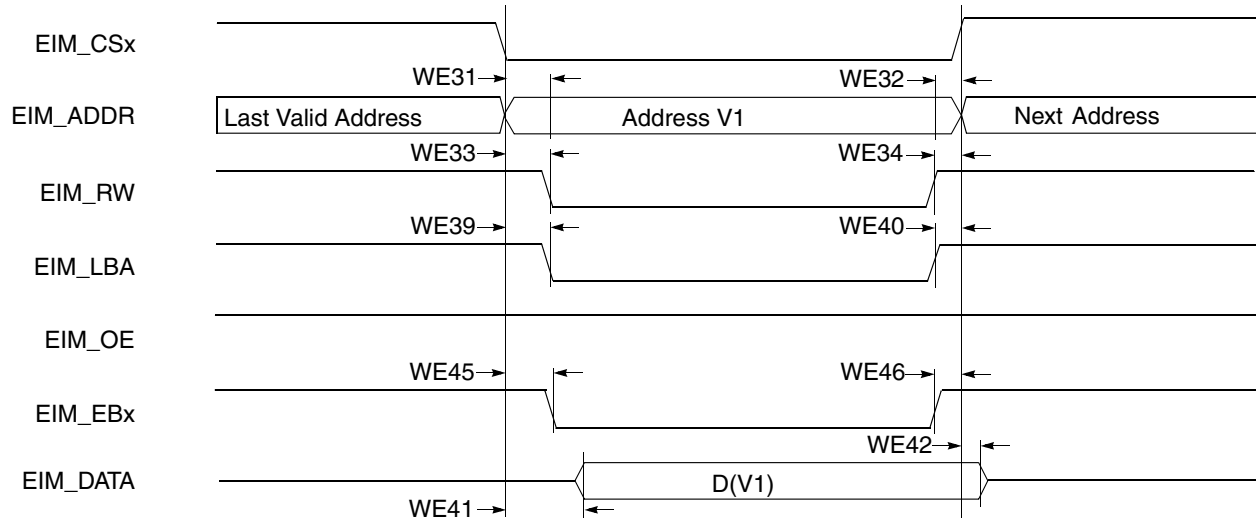 EIM_CSx
WE31
WE32
EIM_ADDR
Last Valid Address
Address V1
Next Address
WE33
WE34
EIM_RW
WE39
WE40
EIM_LBA
EIM_OE
WE45
WE46
EIM_EBx
WE42
EIM_DATA
D(V1)
WE41